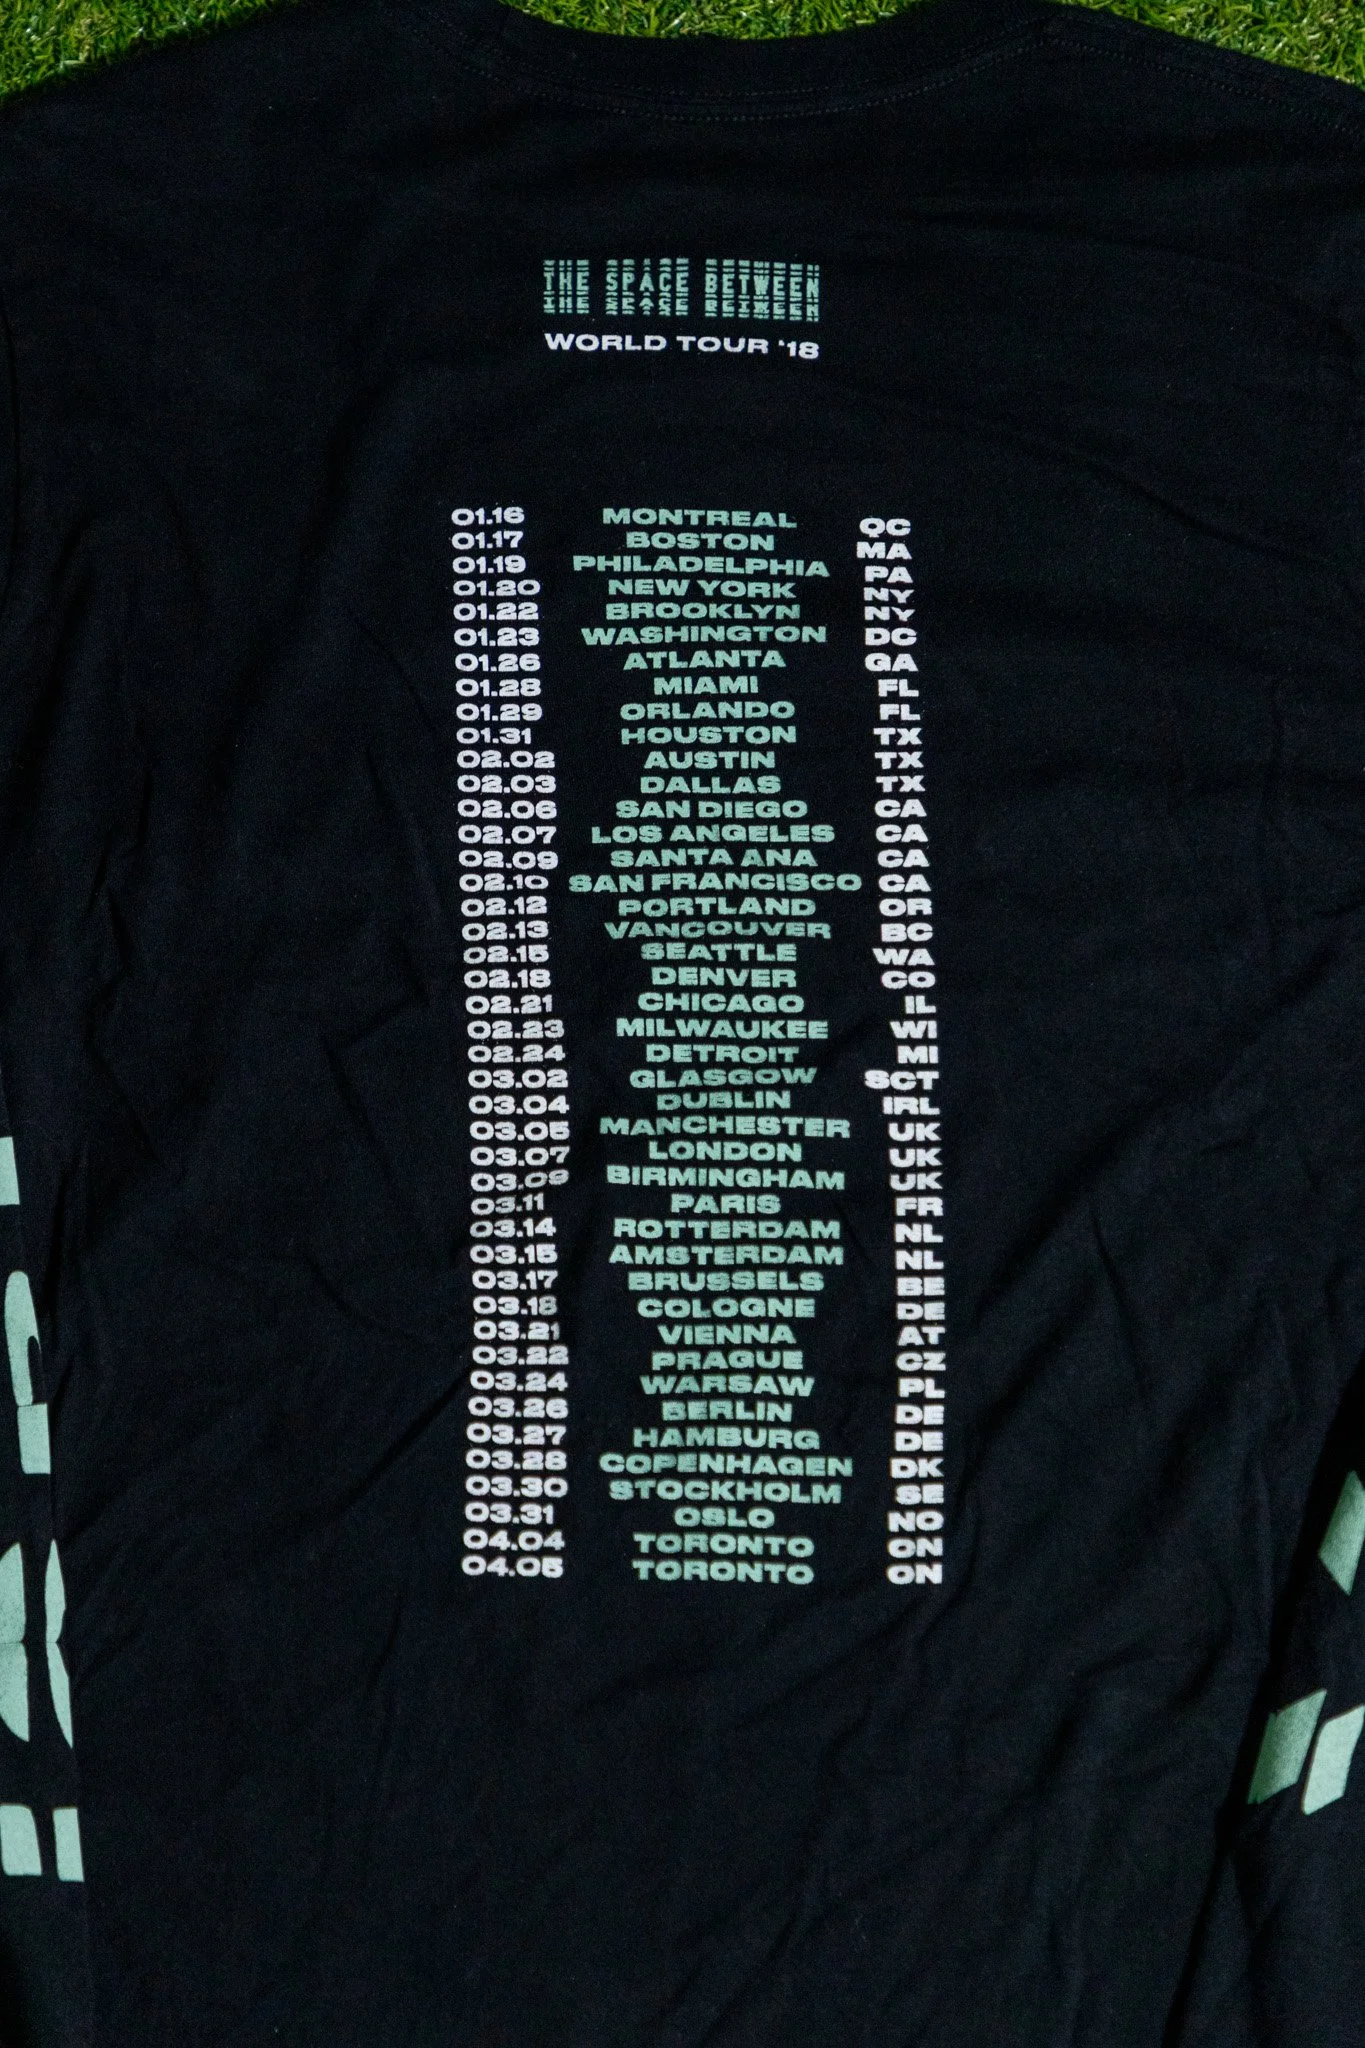 THE SPACE BETWEEN
WORLD TOUR '18
01.16 MONTREAL QC
01.17 BOSTON MA
01.19 PHILADELPHIA PA
01.20 NEW YORK NY
01.22 BROOKLYN NY
01.23 WASHINGTON DC
01.26 ATLANTA GA
01.28 MIAMI FL
01.29 ORLANDO FL
01.31 HOUSTON TX
02.02 AUSTIN TX
02.03 DALLAS TX
02.06 SAN DIEGO CA
02.07 LOS ANGELES CA
02.09 SANTA ANA CA
02.10 SAN FRANCISCO CA
02.12 PORTLAND OR
02.13 VANCOUVER BC
02.15 SEATTLE WA
02.18 DENVER CO
02.21 CHICAGO IL
02.23 MILWAUKEE WI
02.24 DETROIT MI
03.02 GLASGOW SCT
03.04 DUBLIN IRL
03.05 MANCHESTER UK
03.07 LONDON UK
03.09 BIRMINGHAM UK
03.11 PARIS FR
03.14 ROTTERDAM NL
03.15 AMSTERDAM NL
03.17 BRUSSELS BE
03.18 COLOGNE DE
03.21 VIENNA AT
03.22 PRAGUE CZ
03.24 WARSAW PL
03.26 BERLIN DE
03.27 HAMBURG DE
03.28 COPENHAGEN DK
03.30 STOCKHOLM SE
03.31 OSLO NO
04.04 TORONTO ON
04.05 TORONTO ON